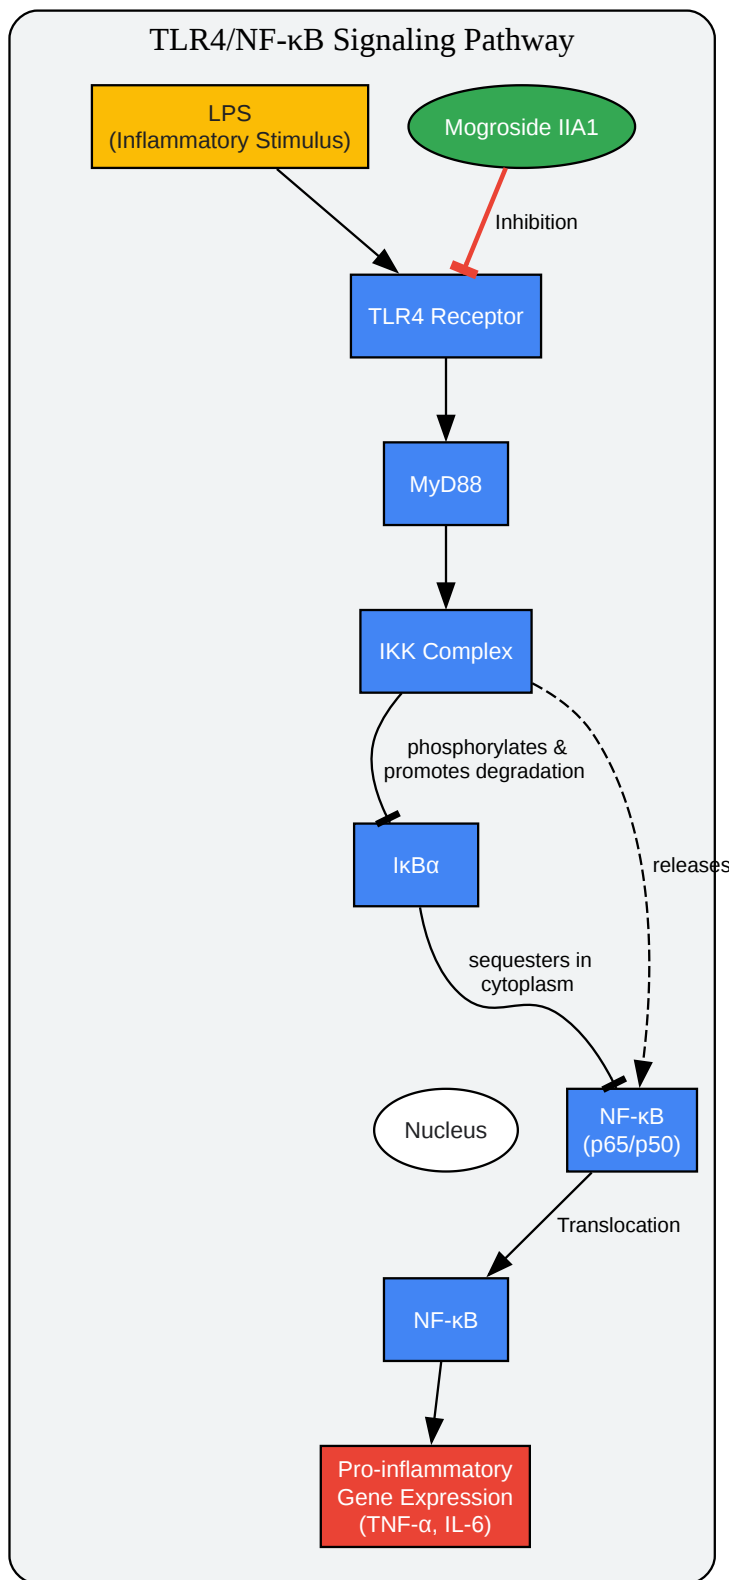 TLR4/NF-κB Signaling Pathway
LPS
(Inflammatory Stimulus)
Mogroside IIA1
Inhibition
TLR4 Receptor
MyD88
IKK Complex
phosphorylates &
promotes degradation
IκBα
releases
sequesters in
cytoplasm
Nucleus
NF-κB
(p65/p50)
Translocation
NF-κB
Pro-inflammatory
Gene Expression
(TNF-α, IL-6)